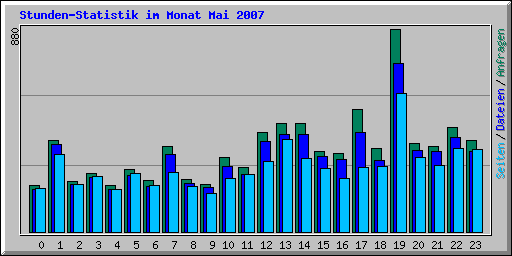 Stunden-Statistik im Monat Mai 2007
880
Seiten / Dateien / Anfragen
0 1 2 3 4 5 6 7 8 9 10 11 12 13 14 15 16 17 18 19 20 21 22 23